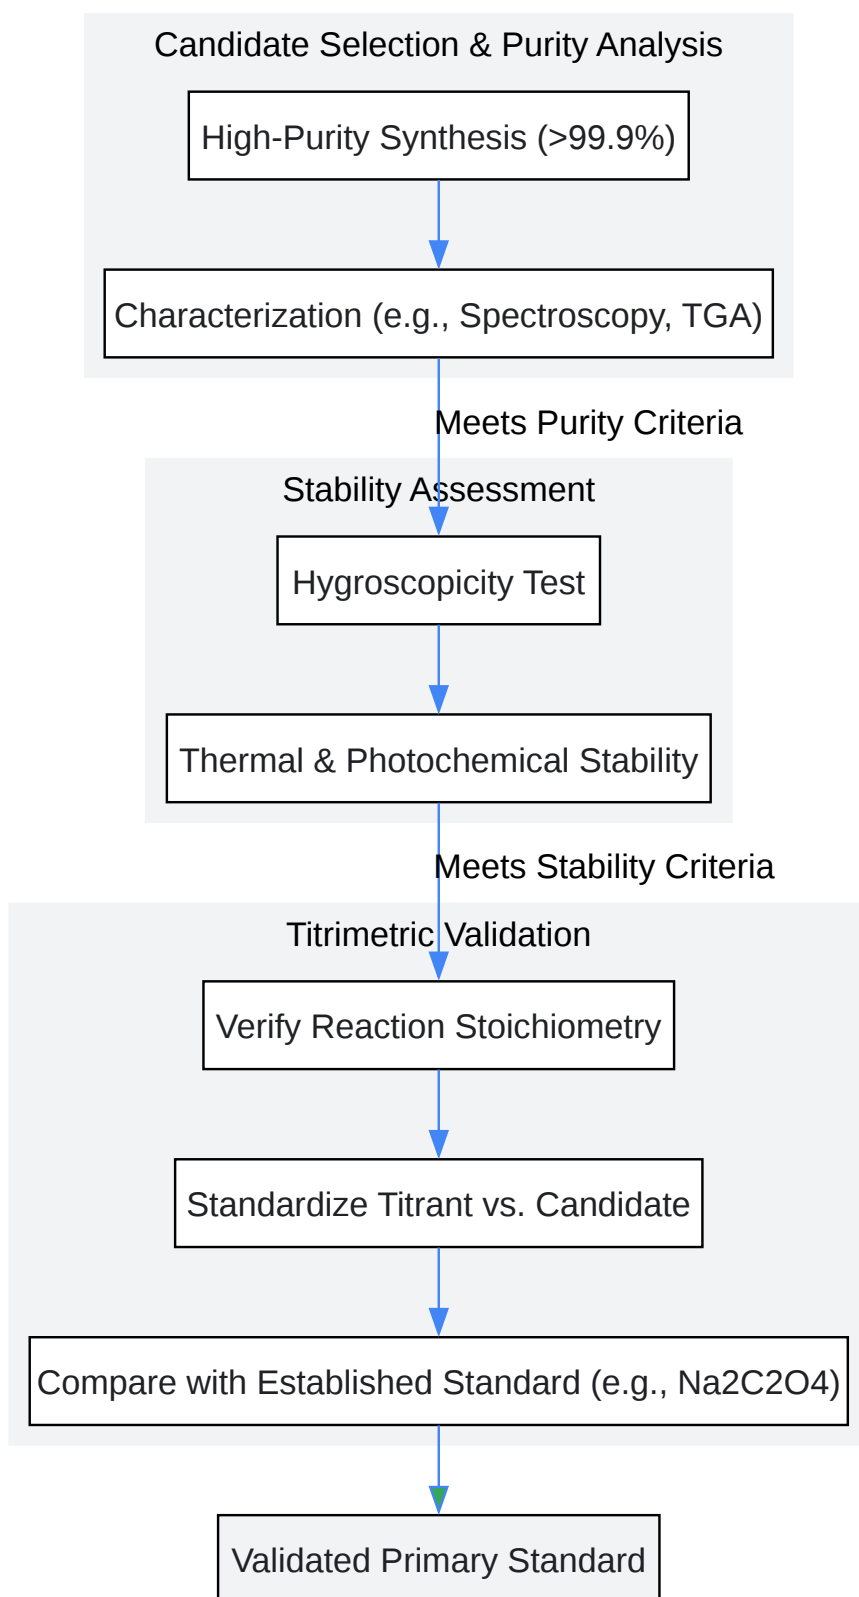 Candidate Selection & Purity Analysis
High-Purity Synthesis (>99.9%)
Characterization (e.g., Spectroscopy, TGA)
Meets Purity Criteria
Stability Assessment
Hygroscopicity Test
Thermal & Photochemical Stability
Meets Stability Criteria
Titrimetric Validation
Verify Reaction Stoichiometry
Standardize Titrant vs. Candidate
Compare with Established Standard (e.g., Na2C2O4)
Validated Primary Standard